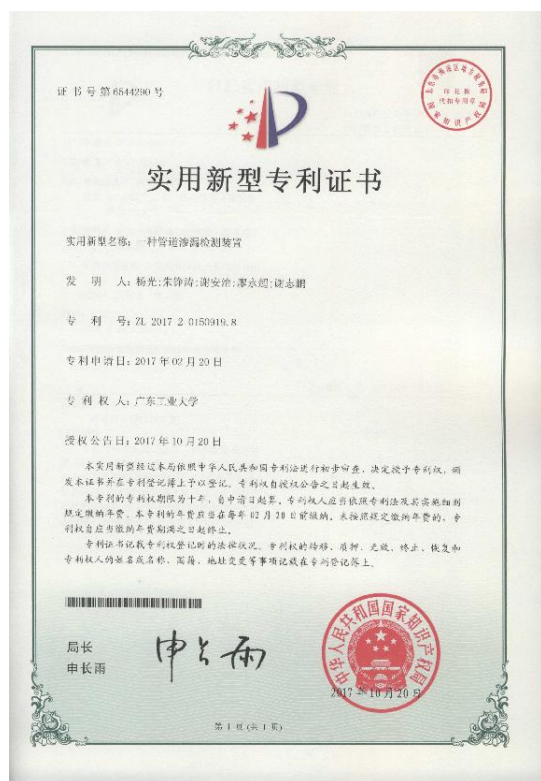 证书号第6544290号
实用新型专利证书
实用新型名称：一种管道渗漏检测装置
发 明 人：杨光;朱铮涛;谢安治;廖永超;谢志鹏
专 利 号：ZL 2017 2 0150919.8
专利申请日：2017年02月20日
专 利 权 人：广东工业大学
授权公告日：2017年10月20日
本实用新型经过本局依照中华人民共和国专利法进行初步审查，决定授予专利权，颁
发本证书并在专利登记簿上予以登记。专利权自授权公告之日起生效。
本专利的专利权期限为十年，自申请日起算。专利权人应当依照专利法及其实施细则
规定缴纳年费。本专利的年费应当在每年02月20日前缴纳。未按照规定缴纳年费的，专
利权自应当缴纳年费期满之日起终止。
专利证书记载专利权登记时的法律状况。专利权的转移、质押、无效、终止、恢复和
专利权人的姓名或名称、国籍、地址变更等事项记载在专利登记簿上。
局长
申长雨
申长雨
中华人民共和国国家知识产权局
2017年10月20日
第1页(共1页)